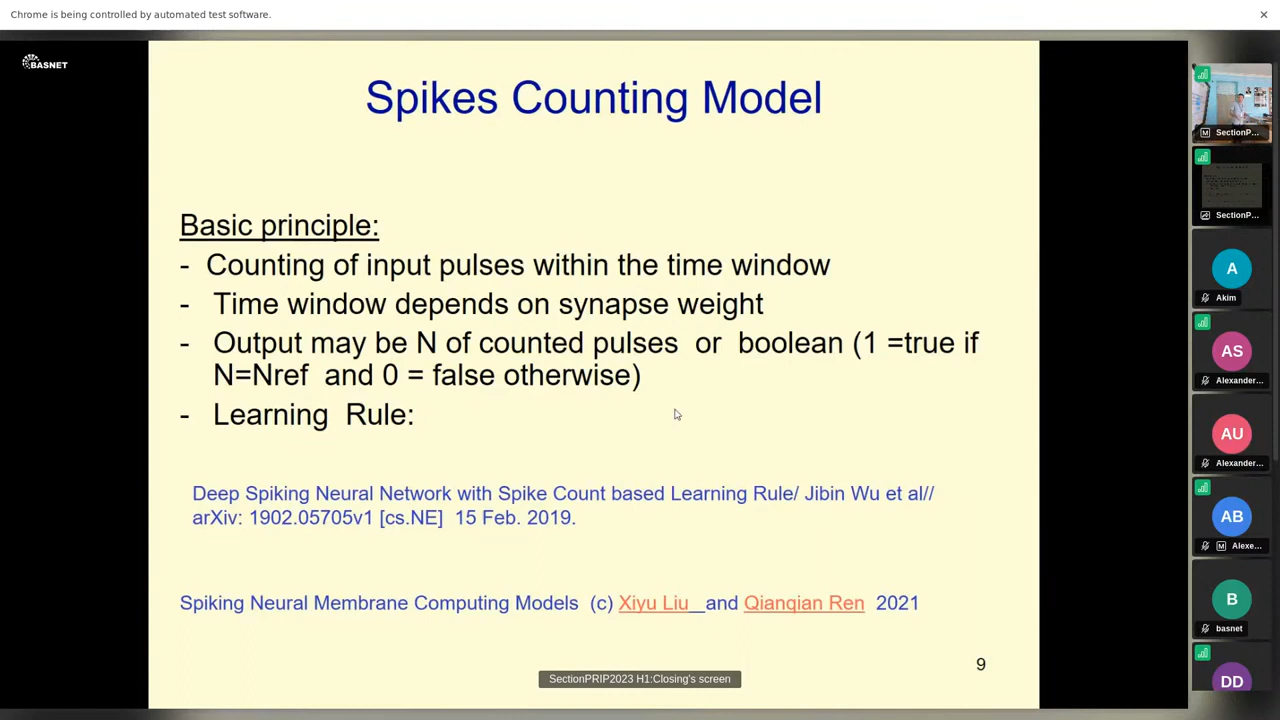 Chrome is being controlled by automated test software.
BASNET
Spikes Counting Model
Basic principle:
- Counting of input pulses within the time window
- Time window depends on synapse weight
- Output may be N of counted pulses or boolean (1 =true if
N=Nref and 0 = false otherwise)
- Learning Rule:
Deep Spiking Neural Network with Spike Count based Learning Rule/ Jibin Wu et al//
arXiv: 1902.05705v1 [cs.NE] 15 Feb. 2019.
Spiking Neural Membrane Computing Models (c) Xiyu Liu and Qianqian Ren 2021
9
SectionPRIP2023 H1:Closing's screen
M SectionP...
SectionP...
A
Akim
AS
Alexander...
AU
Alexander...
AB
M Alexe...
B
basnet
DD